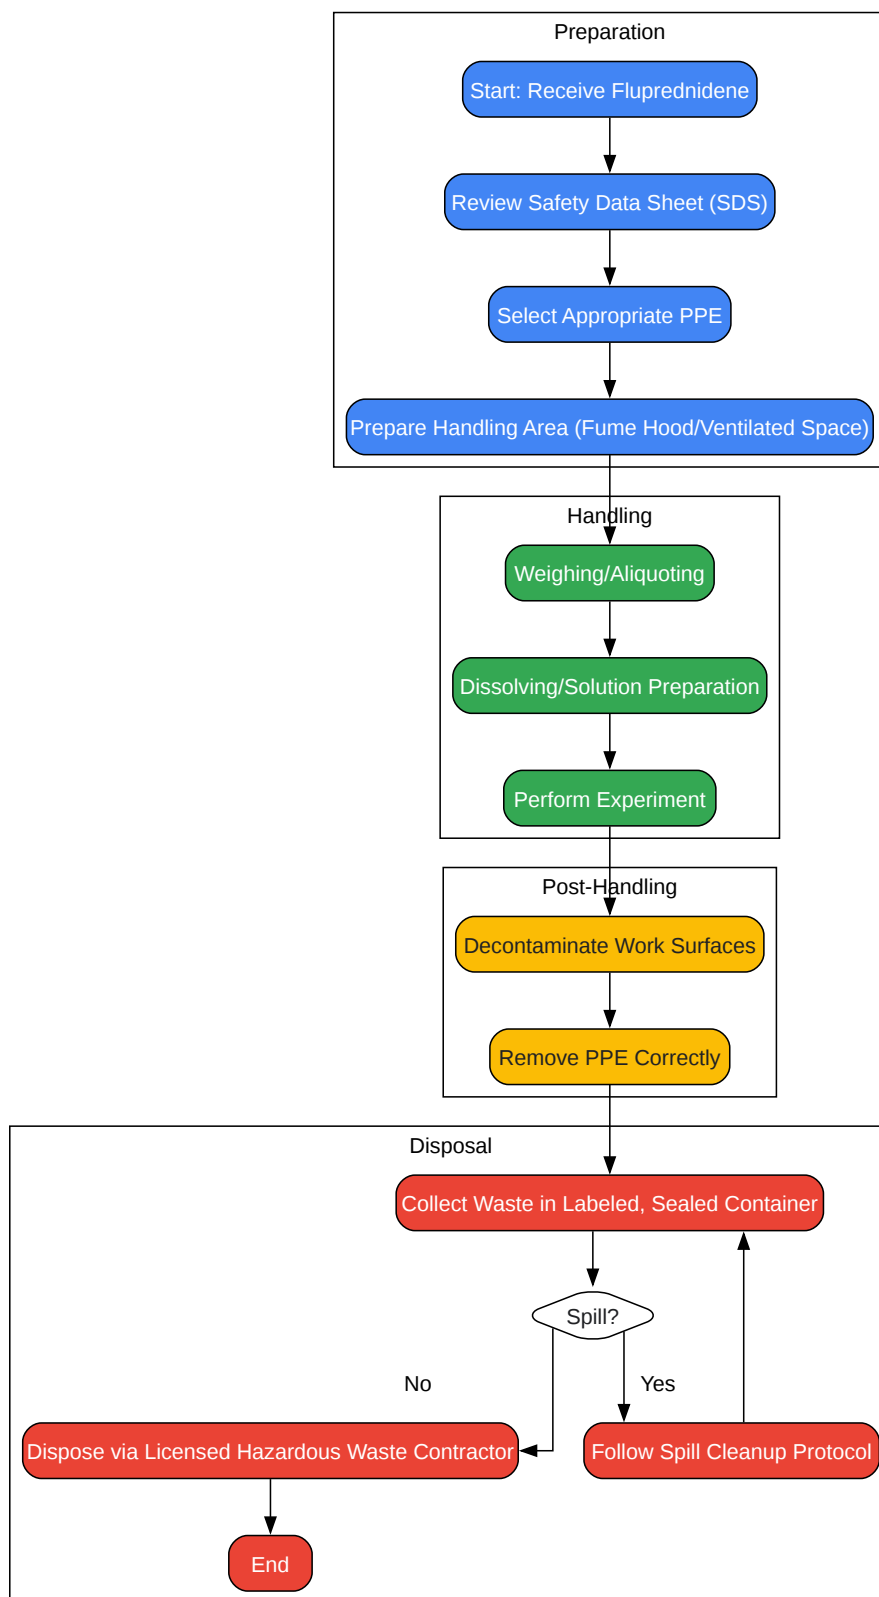 Preparation
Start: Receive Fluprednidene
Review Safety Data Sheet (SDS)
Select Appropriate PPE
Prepare Handling Area (Fume Hood/Ventilated Space)
Handling
Weighing/Aliquoting
Dissolving/Solution Preparation
Perform Experiment
Post-Handling
Decontaminate Work Surfaces
Remove PPE Correctly
Disposal
Collect Waste in Labeled, Sealed Container
Spill?
No
Yes
Dispose via Licensed Hazardous Waste Contractor
Follow Spill Cleanup Protocol
End